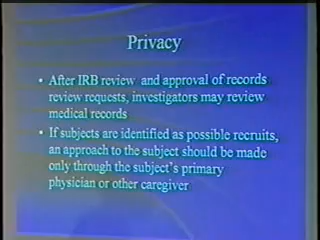 Privacy
• After IRB review and approval of records
review requests, investigators may review
medical records
• If subjects are identified as possible recruits,
an approach to the subject should be made
only through the subject's primary
physician or other caregiver